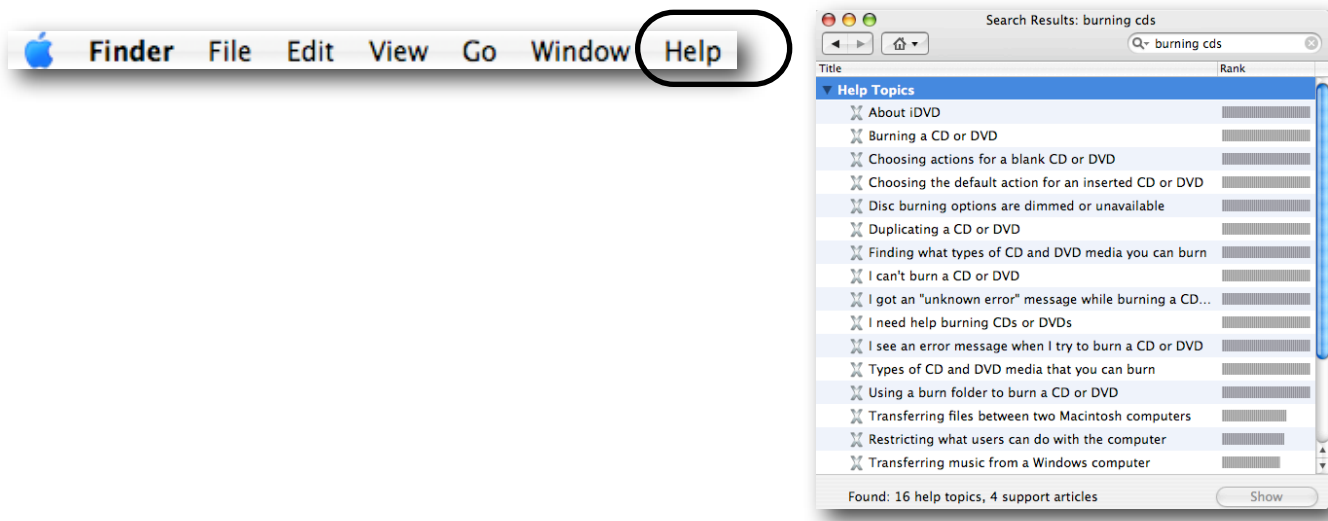 Finder File Edit View Go Window Help
Search Results: burning cds
burning cds
Title Rank
Help Topics
About iDVD
Burning a CD or DVD
Choosing actions for a blank CD or DVD
Choosing the default action for an inserted CD or DVD
Disc burning options are dimmed or unavailable
Duplicating a CD or DVD
Finding what types of CD and DVD media you can burn
I can't burn a CD or DVD
I got an "unknown error" message while burning a CD...
I need help burning CDs or DVDs
I see an error message when I try to burn a CD or DVD
Types of CD and DVD media that you can burn
Using a burn folder to burn a CD or DVD
Transferring files between two Macintosh computers
Restricting what users can do with the computer
Transferring music from a Windows computer
Found: 16 help topics, 4 support articles Show